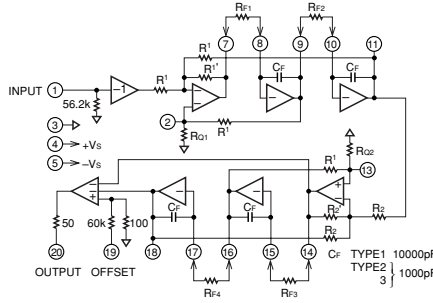 RF1
RF2
7
8
9
10
11
INPUT
1
−1
R¹
R¹
R¹'
CF
CF
56.2k
2
3
RQ1
R¹
4
+VS
5
−VS
R¹
RQ2
13
CF
CF
R2'
R2
R2
50
60k
100
20
19
18
17
16
15
14
OUTPUT
OFFSET
RF4
RF3
CF TYPE1 10000pF
TYPE2
3 } 1000pF